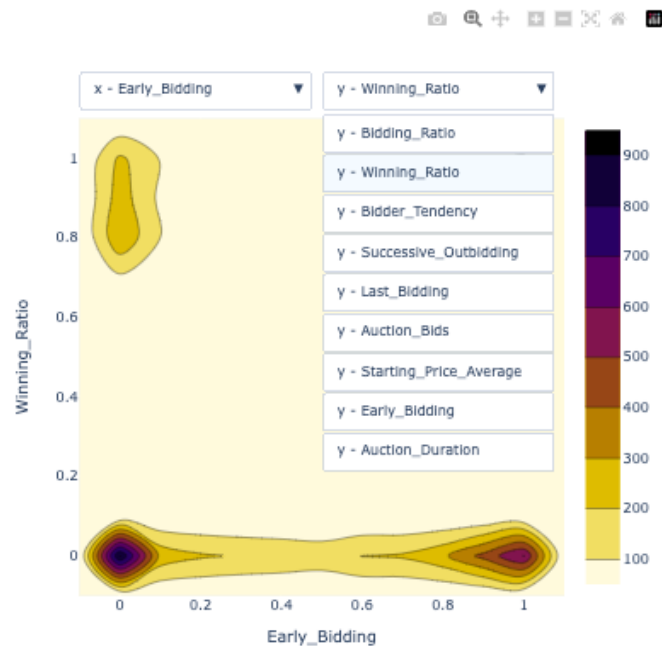 x - Early_Bidding ▼ y - Winning_Ratio ▼
y - Bidding_Ratio
y - Winning_Ratio
y - Bidder_Tendency
y - Successive_Outbidding
y - Last_Bidding
y - Auction_Bids
y - Starting_Price_Average
y - Early_Bidding
y - Auction_Duration
1
0.8
0.6
0.4
0.2
0
Winning_Ratio
0 0.2 0.4 0.6 0.8 1
Early_Bidding
900
800
700
600
500
400
300
200
100